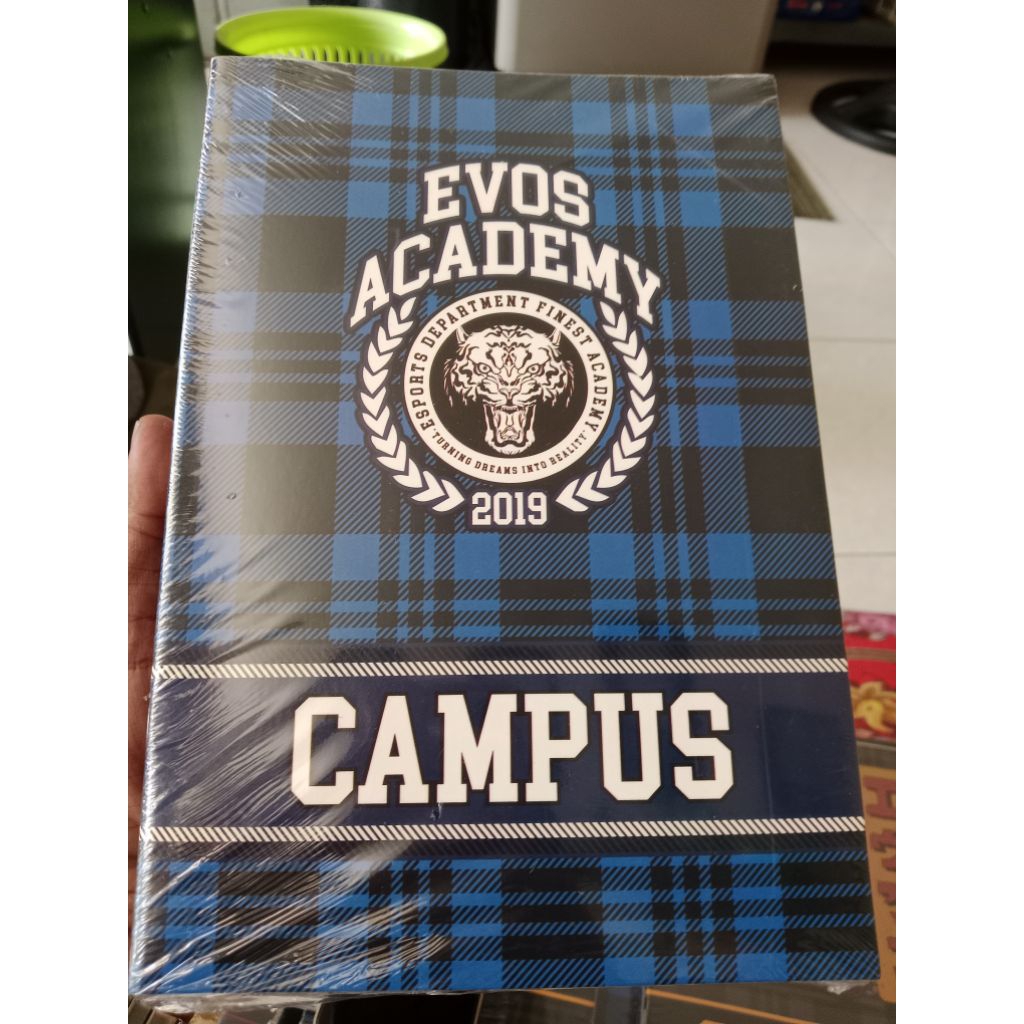 EVOS
ACADEMY
ESPORTS DEPARTMENT FINEST ACADEMY
"TURNING DREAMS INTO REALITY"
2019
CAMPUS